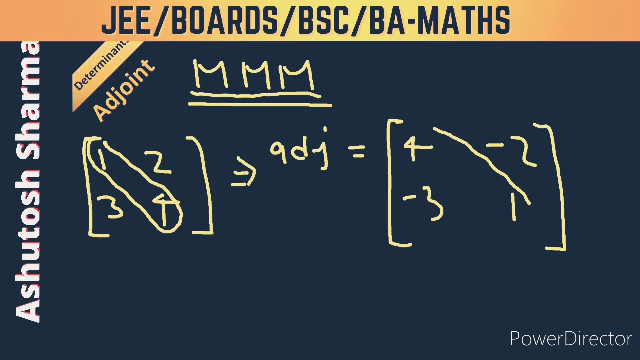 JEE/BOARDS/BSC/BA-MATHS
Ashutosh Sharma
Determinant
Adjoint
M M M
[1 2 ⇒ adj = [4 -2
3 4] -3 1]
PowerDirector